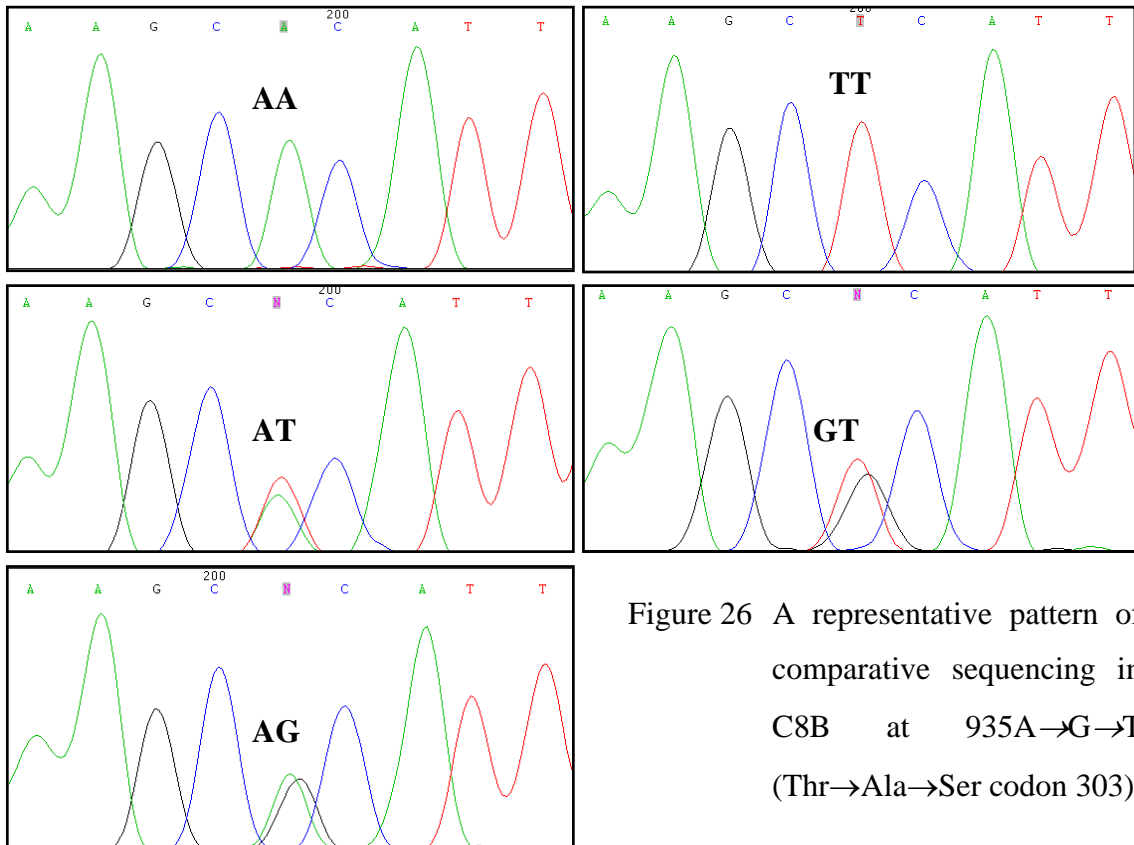 200
A A G C A C A T T
AA
200
A A G C T C A T T
TT
200
A A G C N C A T T
AT
A A G C N C A T T
GT
200
A A G C N C A T T
AG
Figure 26 A representative pattern of
comparative sequencing in
C8B at 935A→G→T
(Thr→Ala→Ser codon 303)